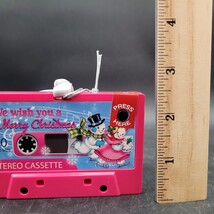 We wish you a
Merry Christmas
PRESS
HERE
STEREO CASSETTE
1
2
3
4